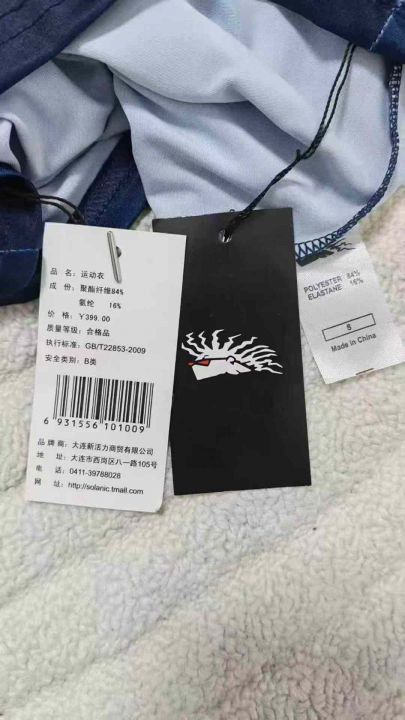 品 名：运动衣
成 份：聚酯纤维84%
氨纶 16%
价 格：￥399.00
质量等级：合格品
执行标准：GB/T22853-2009
安全类别：B类
6 931556 101009
品 牌 商：大连新活力商贸有限公司
地 址：大连市西岗区八一路105号
电 话：0411-39788028
网 址：http://solanic.tmall.com
POLYESTER 84%
ELASTANE 16%
S
Made in China